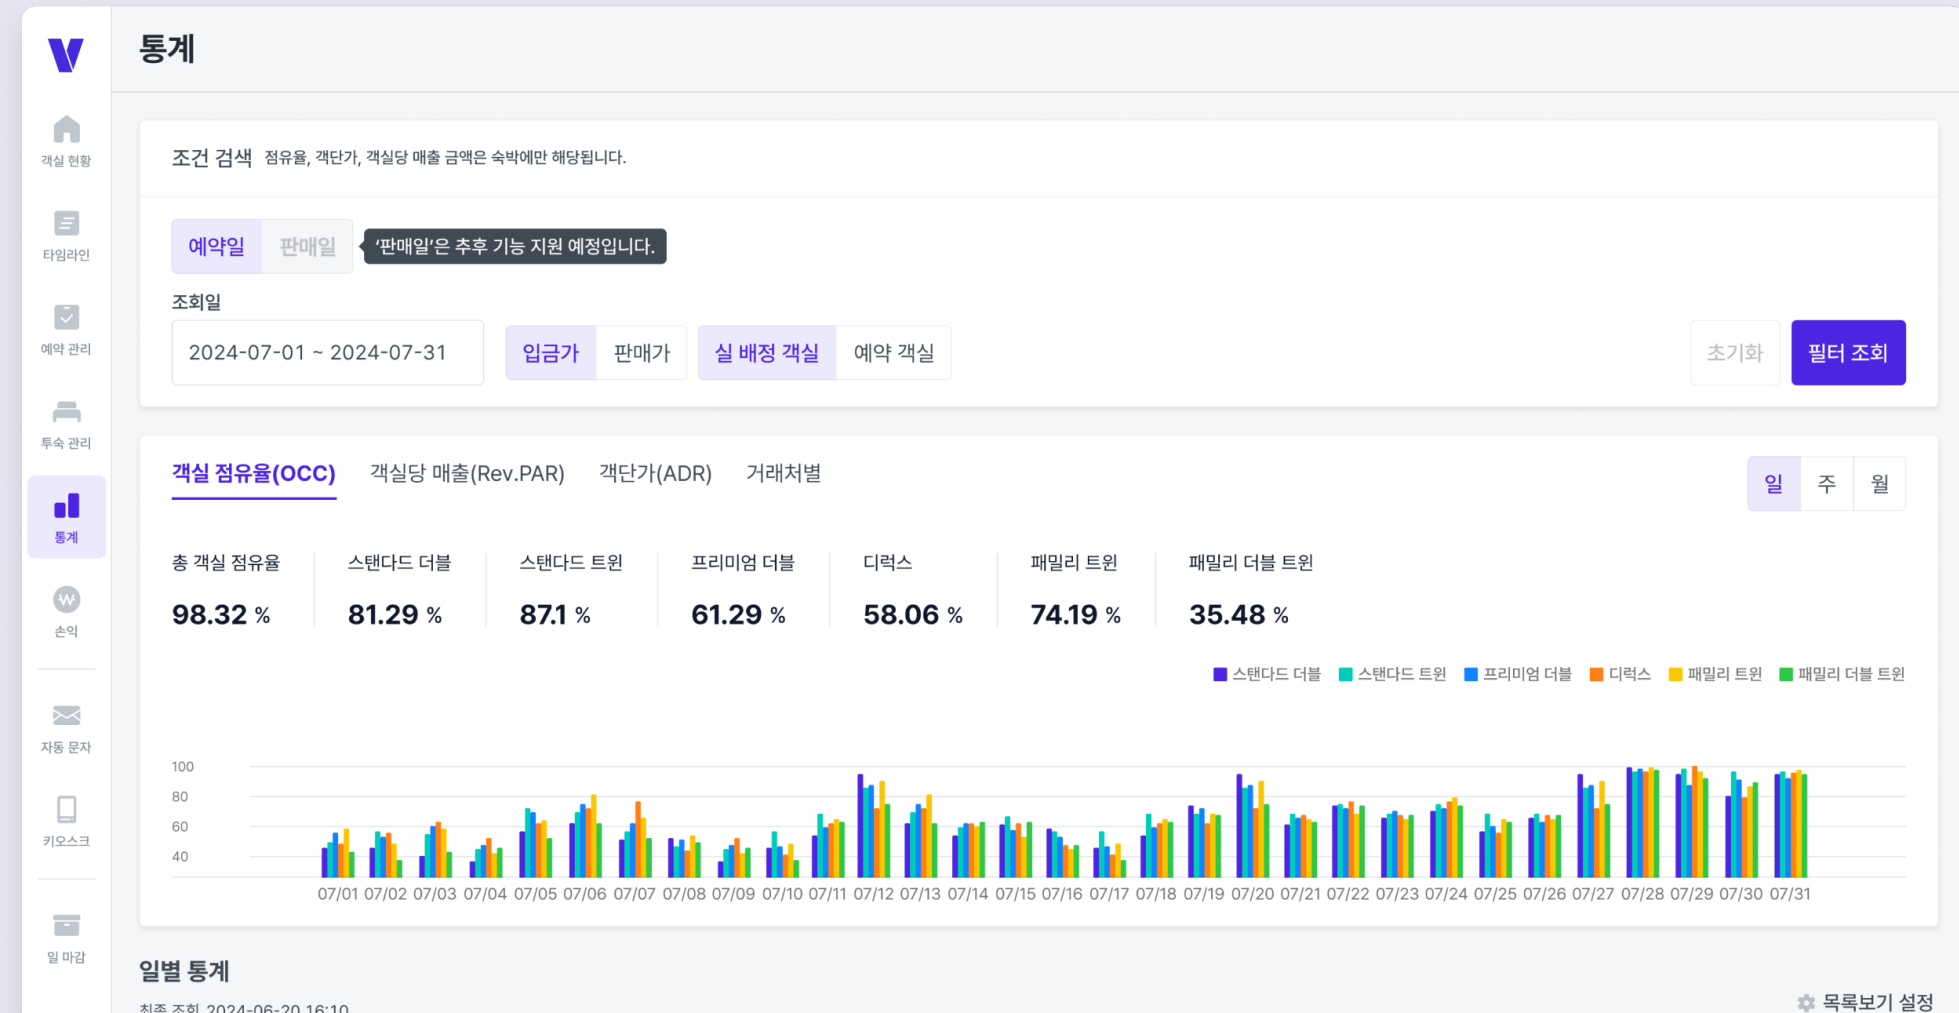 통계
객실 현황
타임라인
예약 관리
투숙 관리
통계
손익
자동 문자
키오스크
일 마감
조건 검색 점유율, 객단가, 객실당 매출 금액은 숙박에만 해당됩니다.
예약일 판매일 ‘판매일’은 추후 기능 지원 예정입니다.
조회일
2024-07-01 ~ 2024-07-31 입금가 판매가 실 배정 객실 예약 객실 초기화 필터 조회
객실 점유율(OCC) 객실당 매출(Rev.PAR) 객단가(ADR) 거래처별 일 주 월
총 객실 점유율 스탠다드 더블 스탠다드 트윈 프리미엄 더블 디럭스 패밀리 트윈 패밀리 더블 트윈
98.32 % 81.29 % 87.1 % 61.29 % 58.06 % 74.19 % 35.48 %
스탠다드 더블 스탠다드 트윈 프리미엄 더블 디럭스 패밀리 트윈 패밀리 더블 트윈
100
80
60
40
07/01 07/02 07/03 07/04 07/05 07/06 07/07 07/08 07/09 07/10 07/11 07/12 07/13 07/14 07/15 07/16 07/17 07/18 07/19 07/20 07/21 07/22 07/23 07/24 07/25 07/26 07/27 07/28 07/29 07/30 07/31
일별 통계
최종 조회 2024-06-20 16:10
목록보기 설정